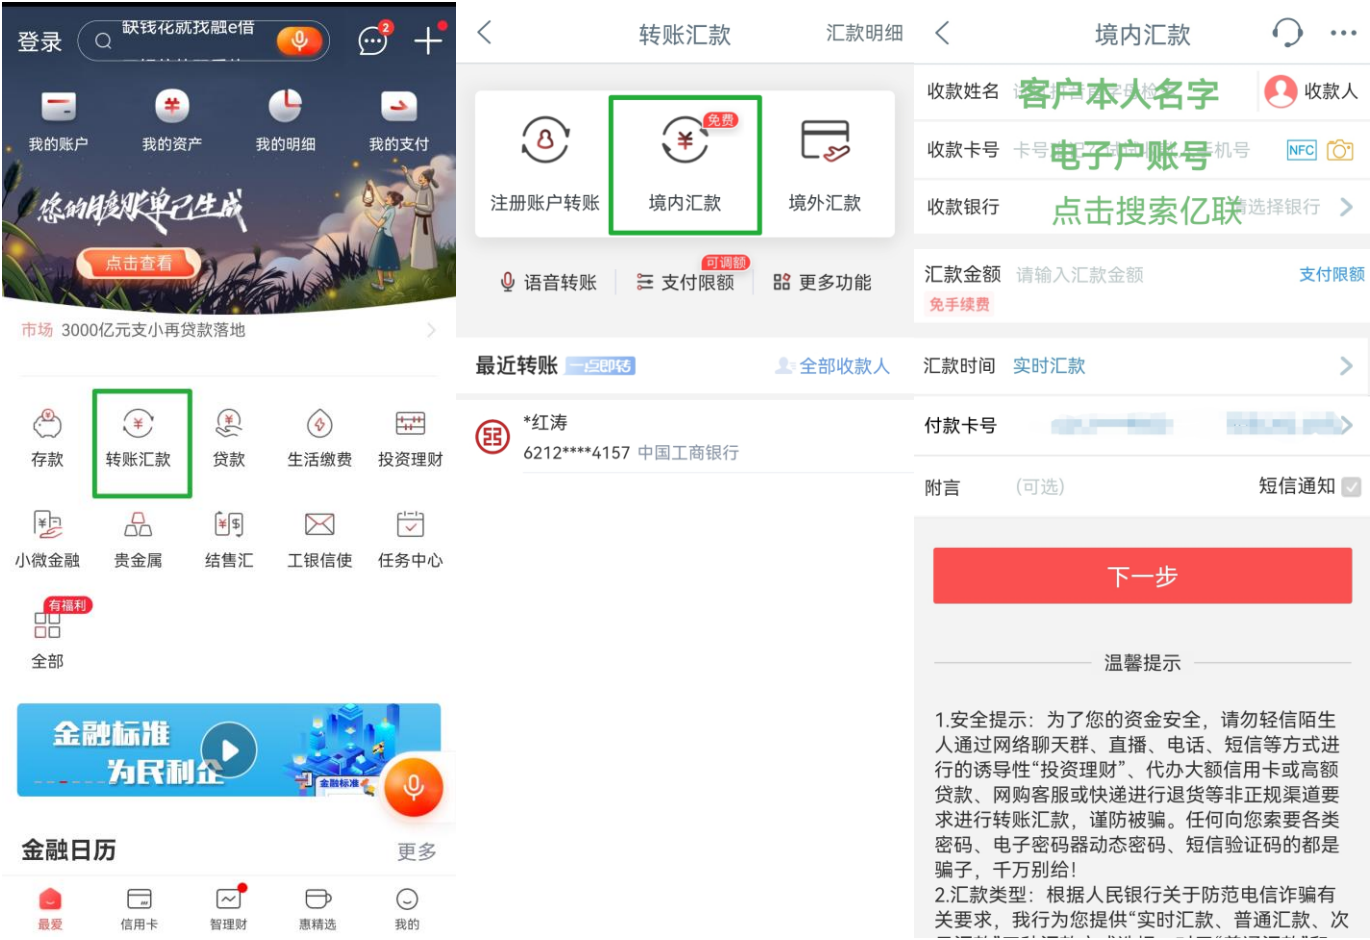 登录
缺钱花就找融e借
2
我的账户
我的资产
我的明细
我的支付
您的月度账单已生成
点击查看
市场 3000亿元支小再贷款落地
存款
转账汇款
贷款
生活缴费
投资理财
小微金融
贵金属
结售汇
工银信使
任务中心
有福利
全部
金融标准
为民利企
金融标准
金融日历
更多
最爱
信用卡
智理财
惠精选
我的
转账汇款
汇款明细
注册账户转账
免费
境内汇款
境外汇款
语音转账
可调额
支付限额
更多功能
最近转账 一点即转
全部收款人
*红涛
6212****4157 中国工商银行
境内汇款
收款姓名
客户本人名字
收款人
收款卡号
电子户账号
手机号
NFC
收款银行
点击搜索亿联
请选择银行
汇款金额 请输入汇款金额
支付限额
免手续费
汇款时间 实时汇款
付款卡号
附言 (可选)
短信通知
下一步
温馨提示
1.安全提示：为了您的资金安全，请勿轻信陌生
人通过网络聊天群、直播、电话、短信等方式进
行的诱导性“投资理财”、代办大额信用卡或高额
贷款、网购客服或快递进行退货等非正规渠道要
求进行转账汇款，谨防被骗。任何向您索要各类
密码、电子密码器动态密码、短信验证码的都是
骗子，千万别给！
2.汇款类型：根据人民银行关于防范电信诈骗有
关要求，我行为您提供“实时汇款、普通汇款、次